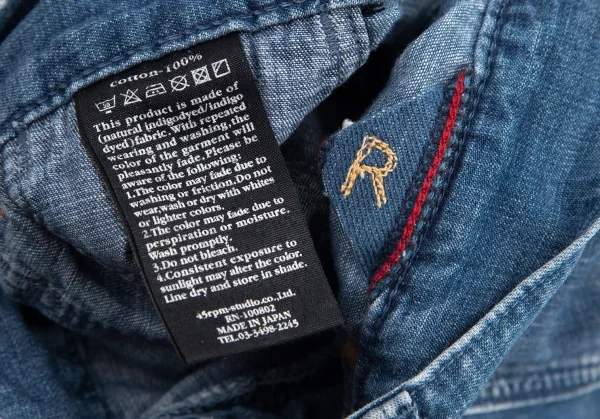 cotton-100%
This product is made of
(natural indigodyed/indigo
dyed)fabric. With repeated
wearing and washing, the
color of the garment will
pleasantly fade. Please be
aware of the following;
1.The color may fade due to
washing or friction. Do not
wear,wash or dry with whites
or lighter colors.
2.The color may fade due to
perspiration or moisture.
Wash promptly.
3.Do not bleach.
4.Consistent exposure to
sunlight may alter the color.
Line dry and store in shade.
45rpm-studio.co.,Ltd.
RN-100802
MADE IN JAPAN
TEL.03-3498-2245
R